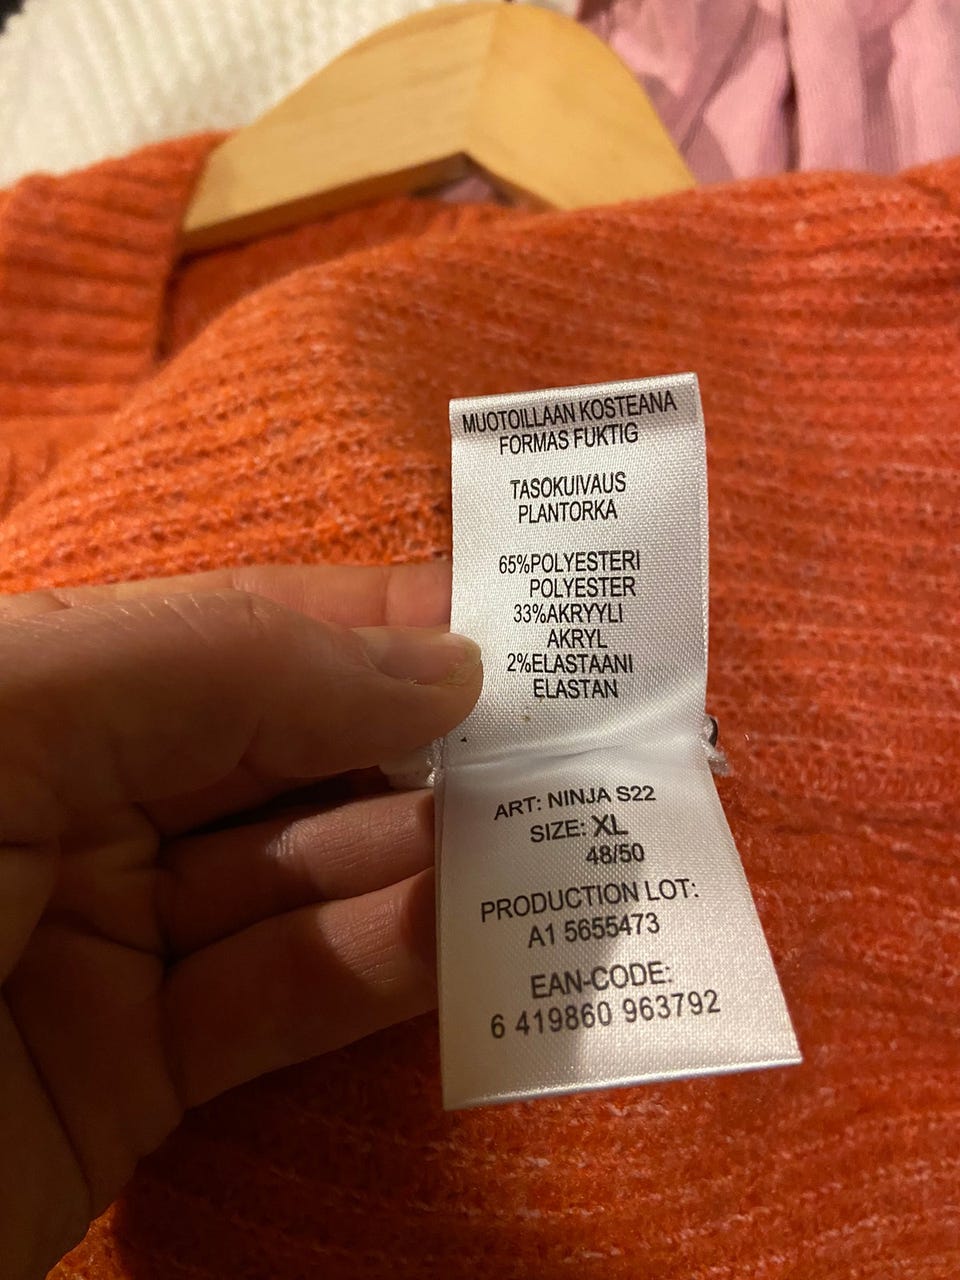 MUOTOILLAAN KOSTEANA
FORMAS FUKTIG
TASOKUIVAUS
PLANTORKA
65%POLYESTERI
POLYESTER
33%AKRYYLI
AKRYL
2%ELASTAANI
ELASTAN
ART: NINJA S22
SIZE: XL
48/50
PRODUCTION LOT:
A1 5655473
EAN-CODE:
6 419860 963792